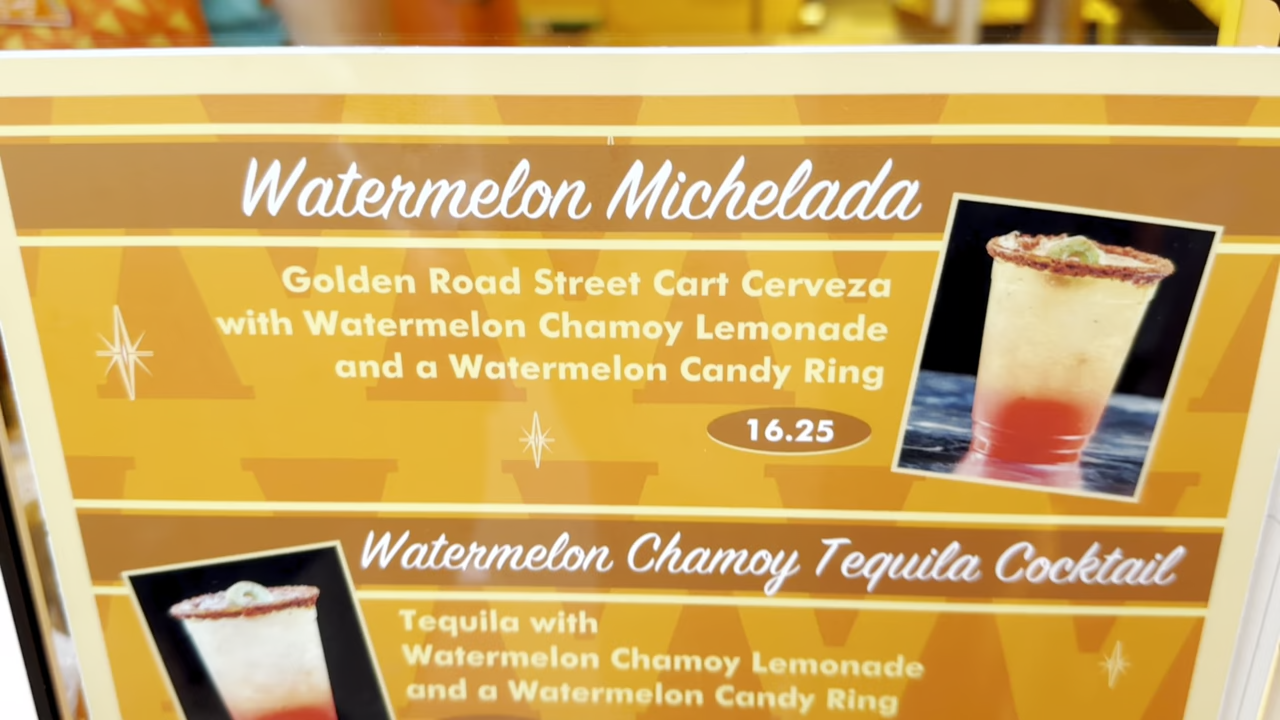 Watermelon Michelada
Golden Road Street Cart Cerveza
with Watermelon Chamoy Lemonade
and a Watermelon Candy Ring
16.25
Watermelon Chamoy Tequila Cocktail
Tequila with
Watermelon Chamoy Lemonade
and a Watermelon Candy Ring